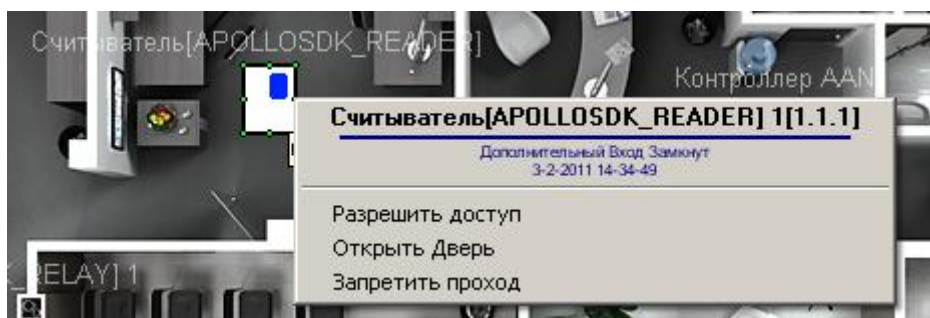 Считыватель[APOLLOSDK_READER]
Контроллер AAN
Считыватель[APOLLOSDK_READER] 1[1.1.1]
Дополнительный Вход Замкнут
3-2-2011 14-34-49
Разрешить доступ
Открыть Дверь
Запретить проход
_RELAY] 1